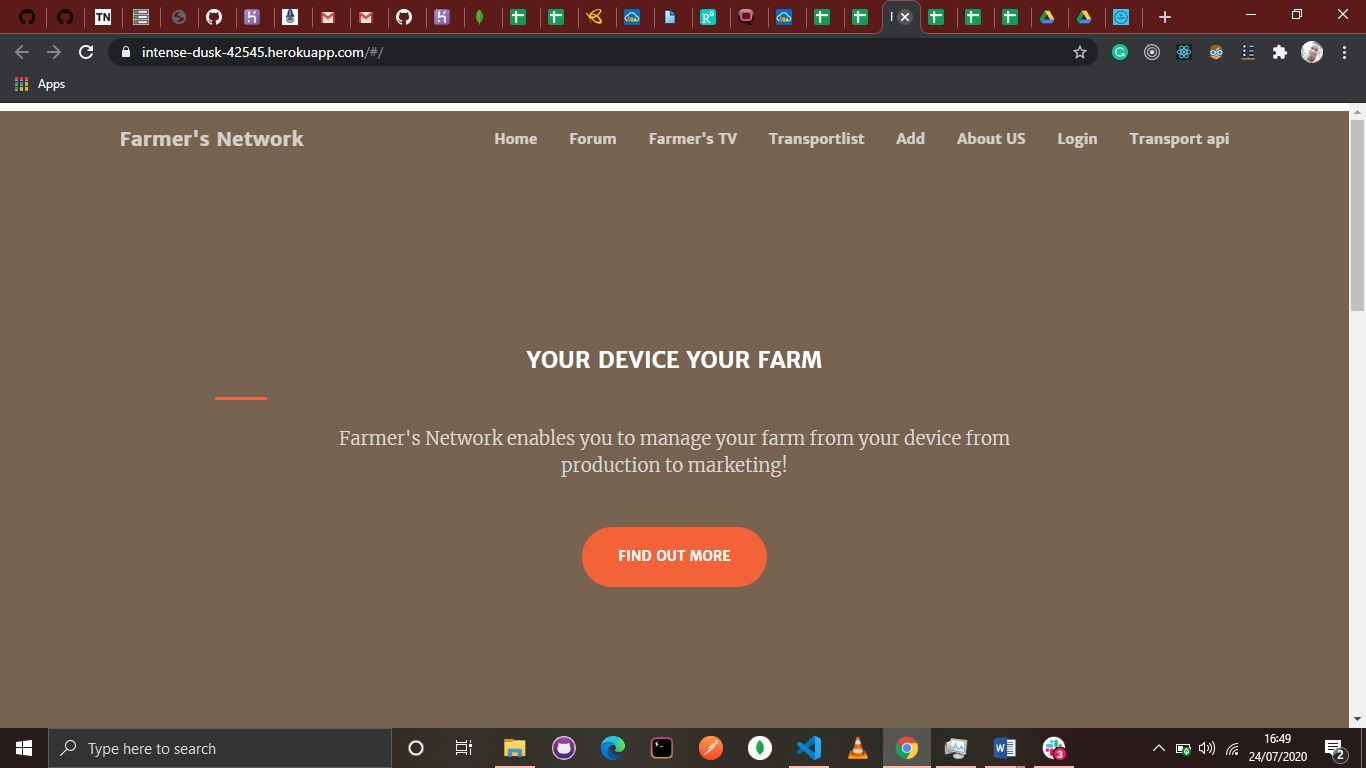 TN
intense-dusk-42545.herokuapp.com/#/
Apps
Farmer's Network
Home Forum Farmer's TV Transportlist Add About US Login Transport api
YOUR DEVICE YOUR FARM
Farmer's Network enables you to manage your farm from your device from
production to marketing!
FIND OUT MORE
Type here to search
3
16:49
24/07/2020
2